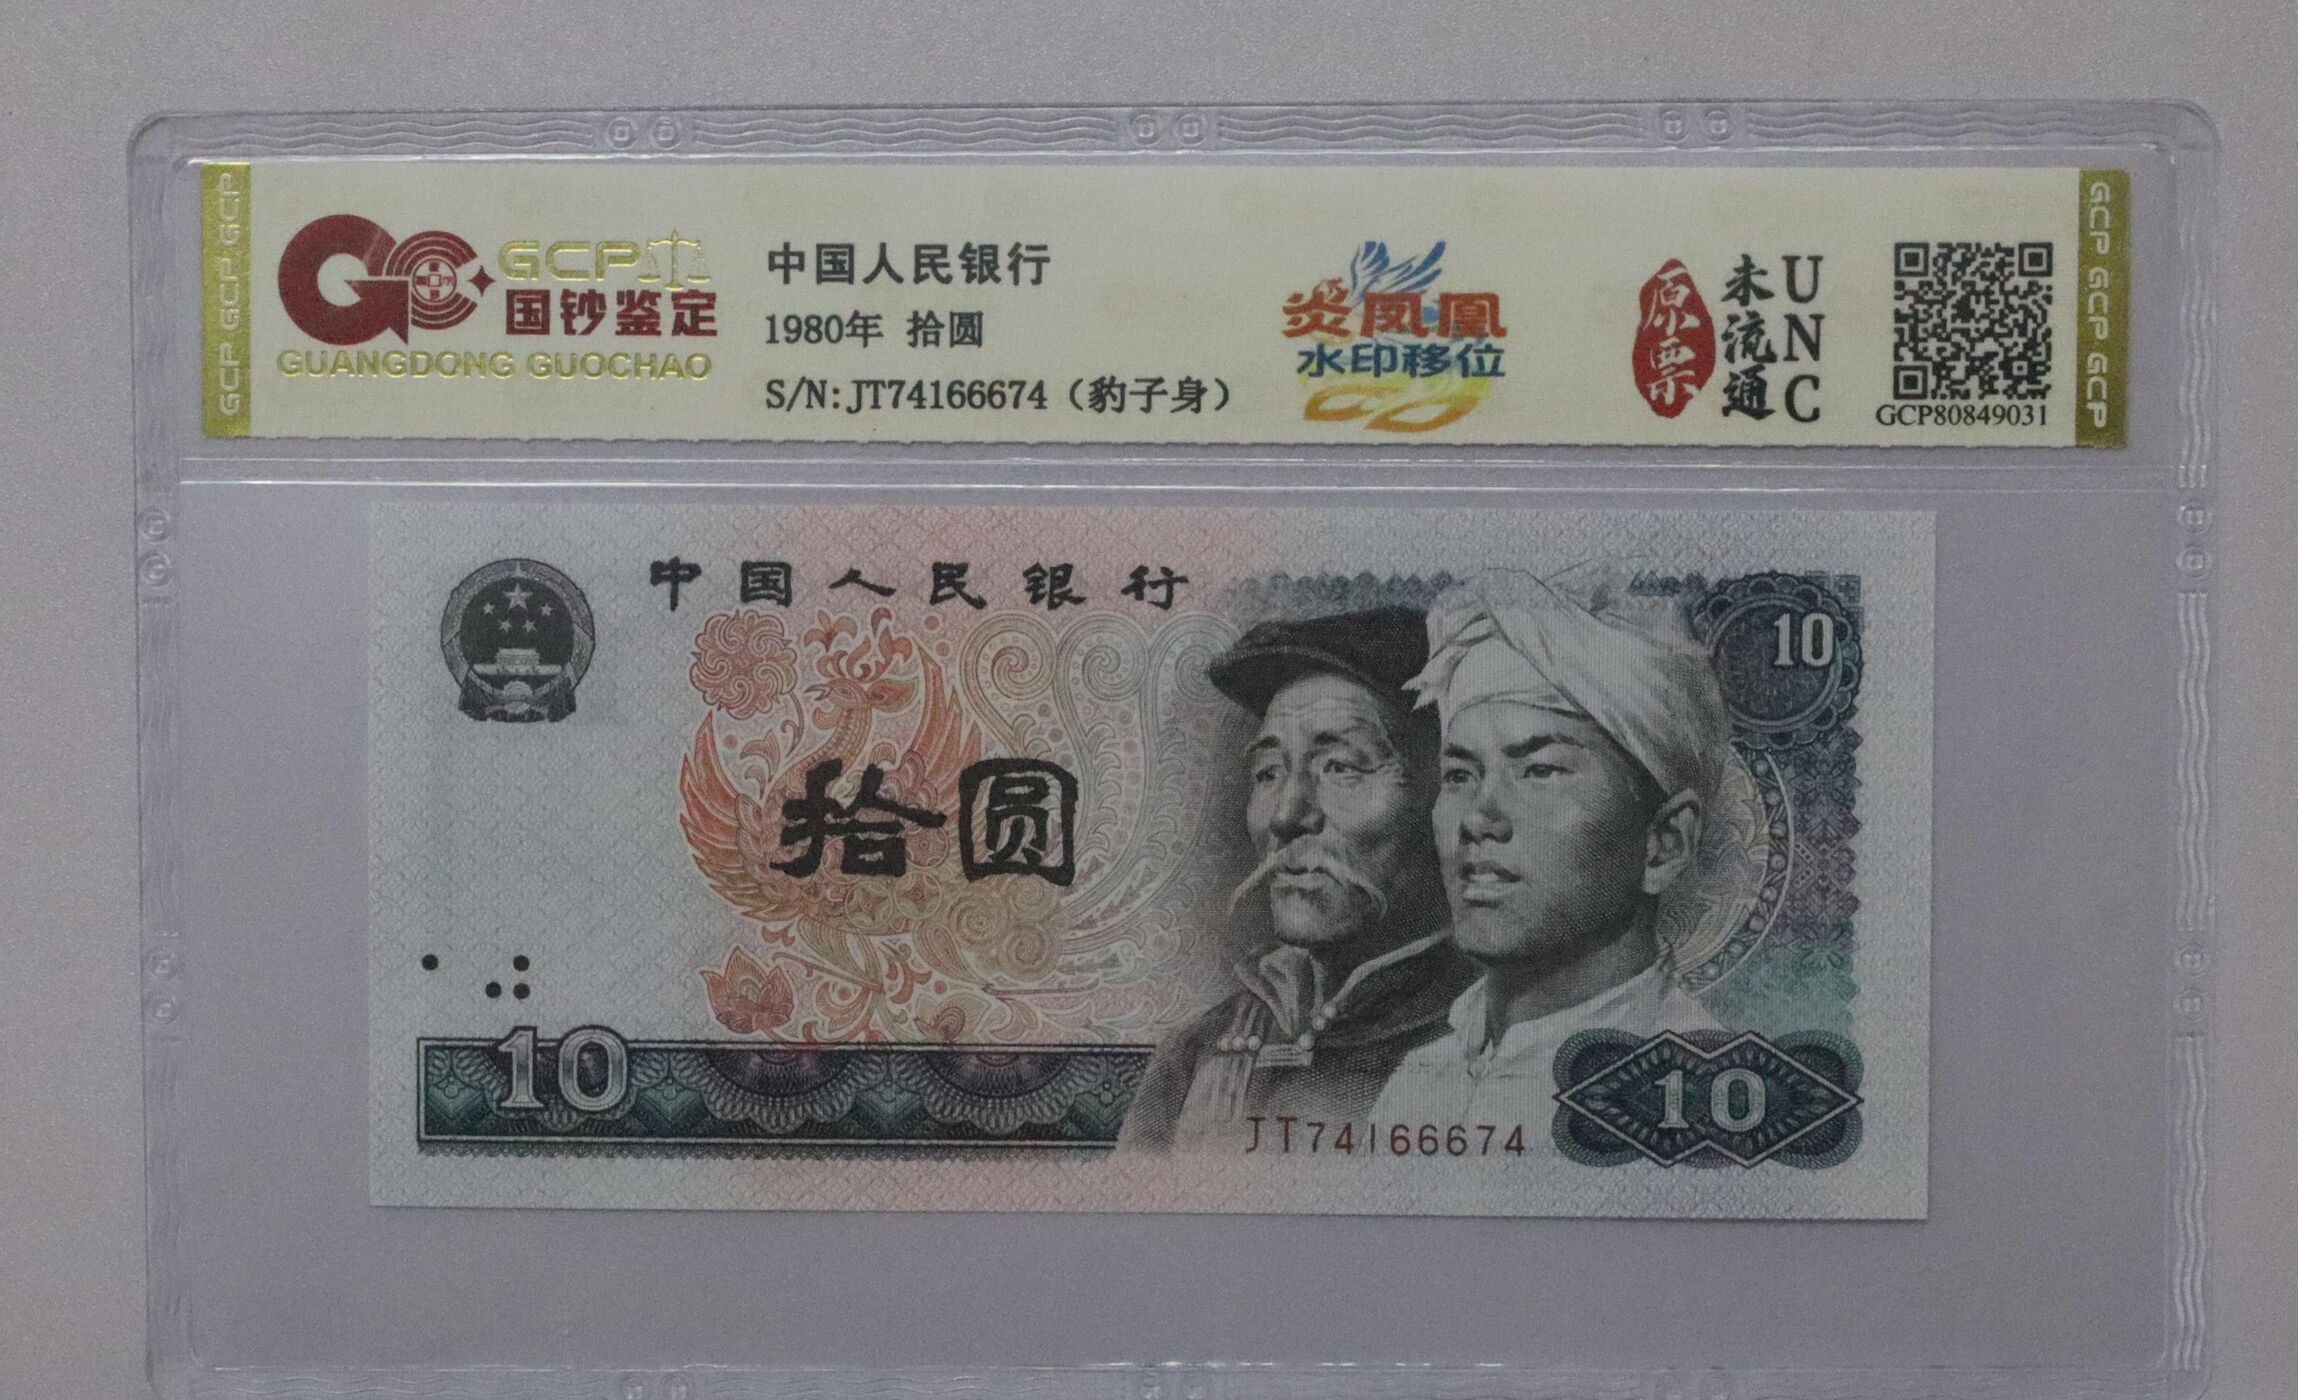 GCP GCP GCP
GCP
国钞鉴定
GUANGDONG GUOCHAO
中国人民银行
1980年 拾圆
S/N:JT74166674（豹子身）
炎凤凰
水印移位
原票
未流通
UNC
GCP80849031
GCP GCP GCP
中国人民银行
10
拾圆
10
JT74166674
10